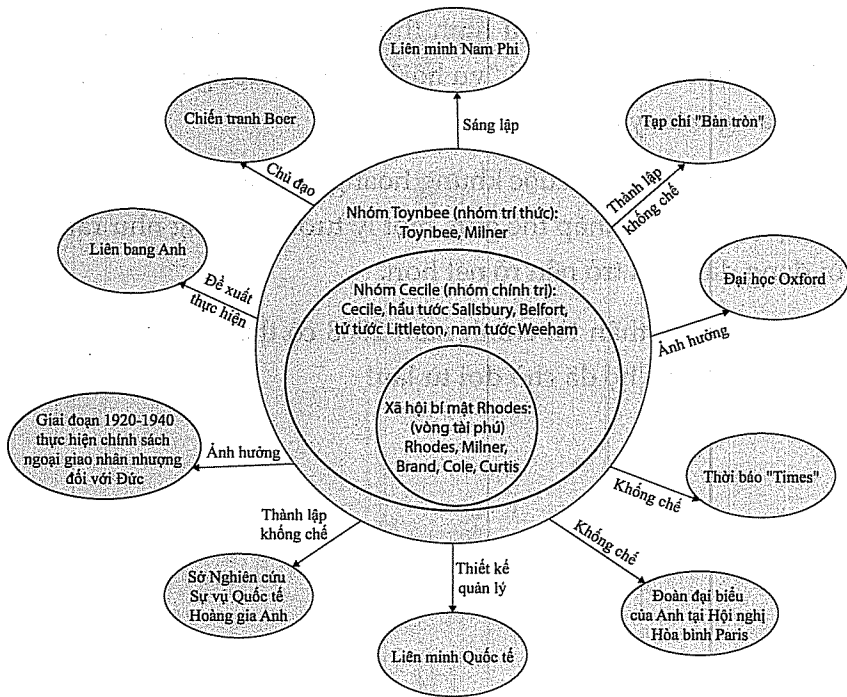 Liên minh Nam Phi
Sáng lập
Chiến tranh Boer
Chủ đạo
Tạp chí "Bàn tròn"
Thành lập
khống chế
Liên bang Anh
Đề xuất
thực hiện
Nhóm Toynbee (nhóm trí thức):
Toynbee, Milner
Đại học Oxford
Ảnh hưởng
Nhóm Cecile (nhóm chính trị):
Cecile, hầu tước Sallsbury, Belfort,
tử tước Littleton, nam tước Weeham
Xã hội bí mật Rhodes:
(vòng tài phú)
Rhodes, Milner,
Brand, Cole, Curtis
Giai đoạn 1920-1940
thực hiện chính sách
ngoại giao nhân nhượng
đối với Đức
Ảnh hưởng
Thời báo "Times"
Khống chế
Thành lập
khống chế
Sở Nghiên cứu
Sự vụ Quốc tế
Hoàng gia Anh
Thiết kế
quản lý
Liên minh Quốc tế
Khống chế
Đoàn đại biểu
của Anh tại Hội nghị
Hòa bình Paris